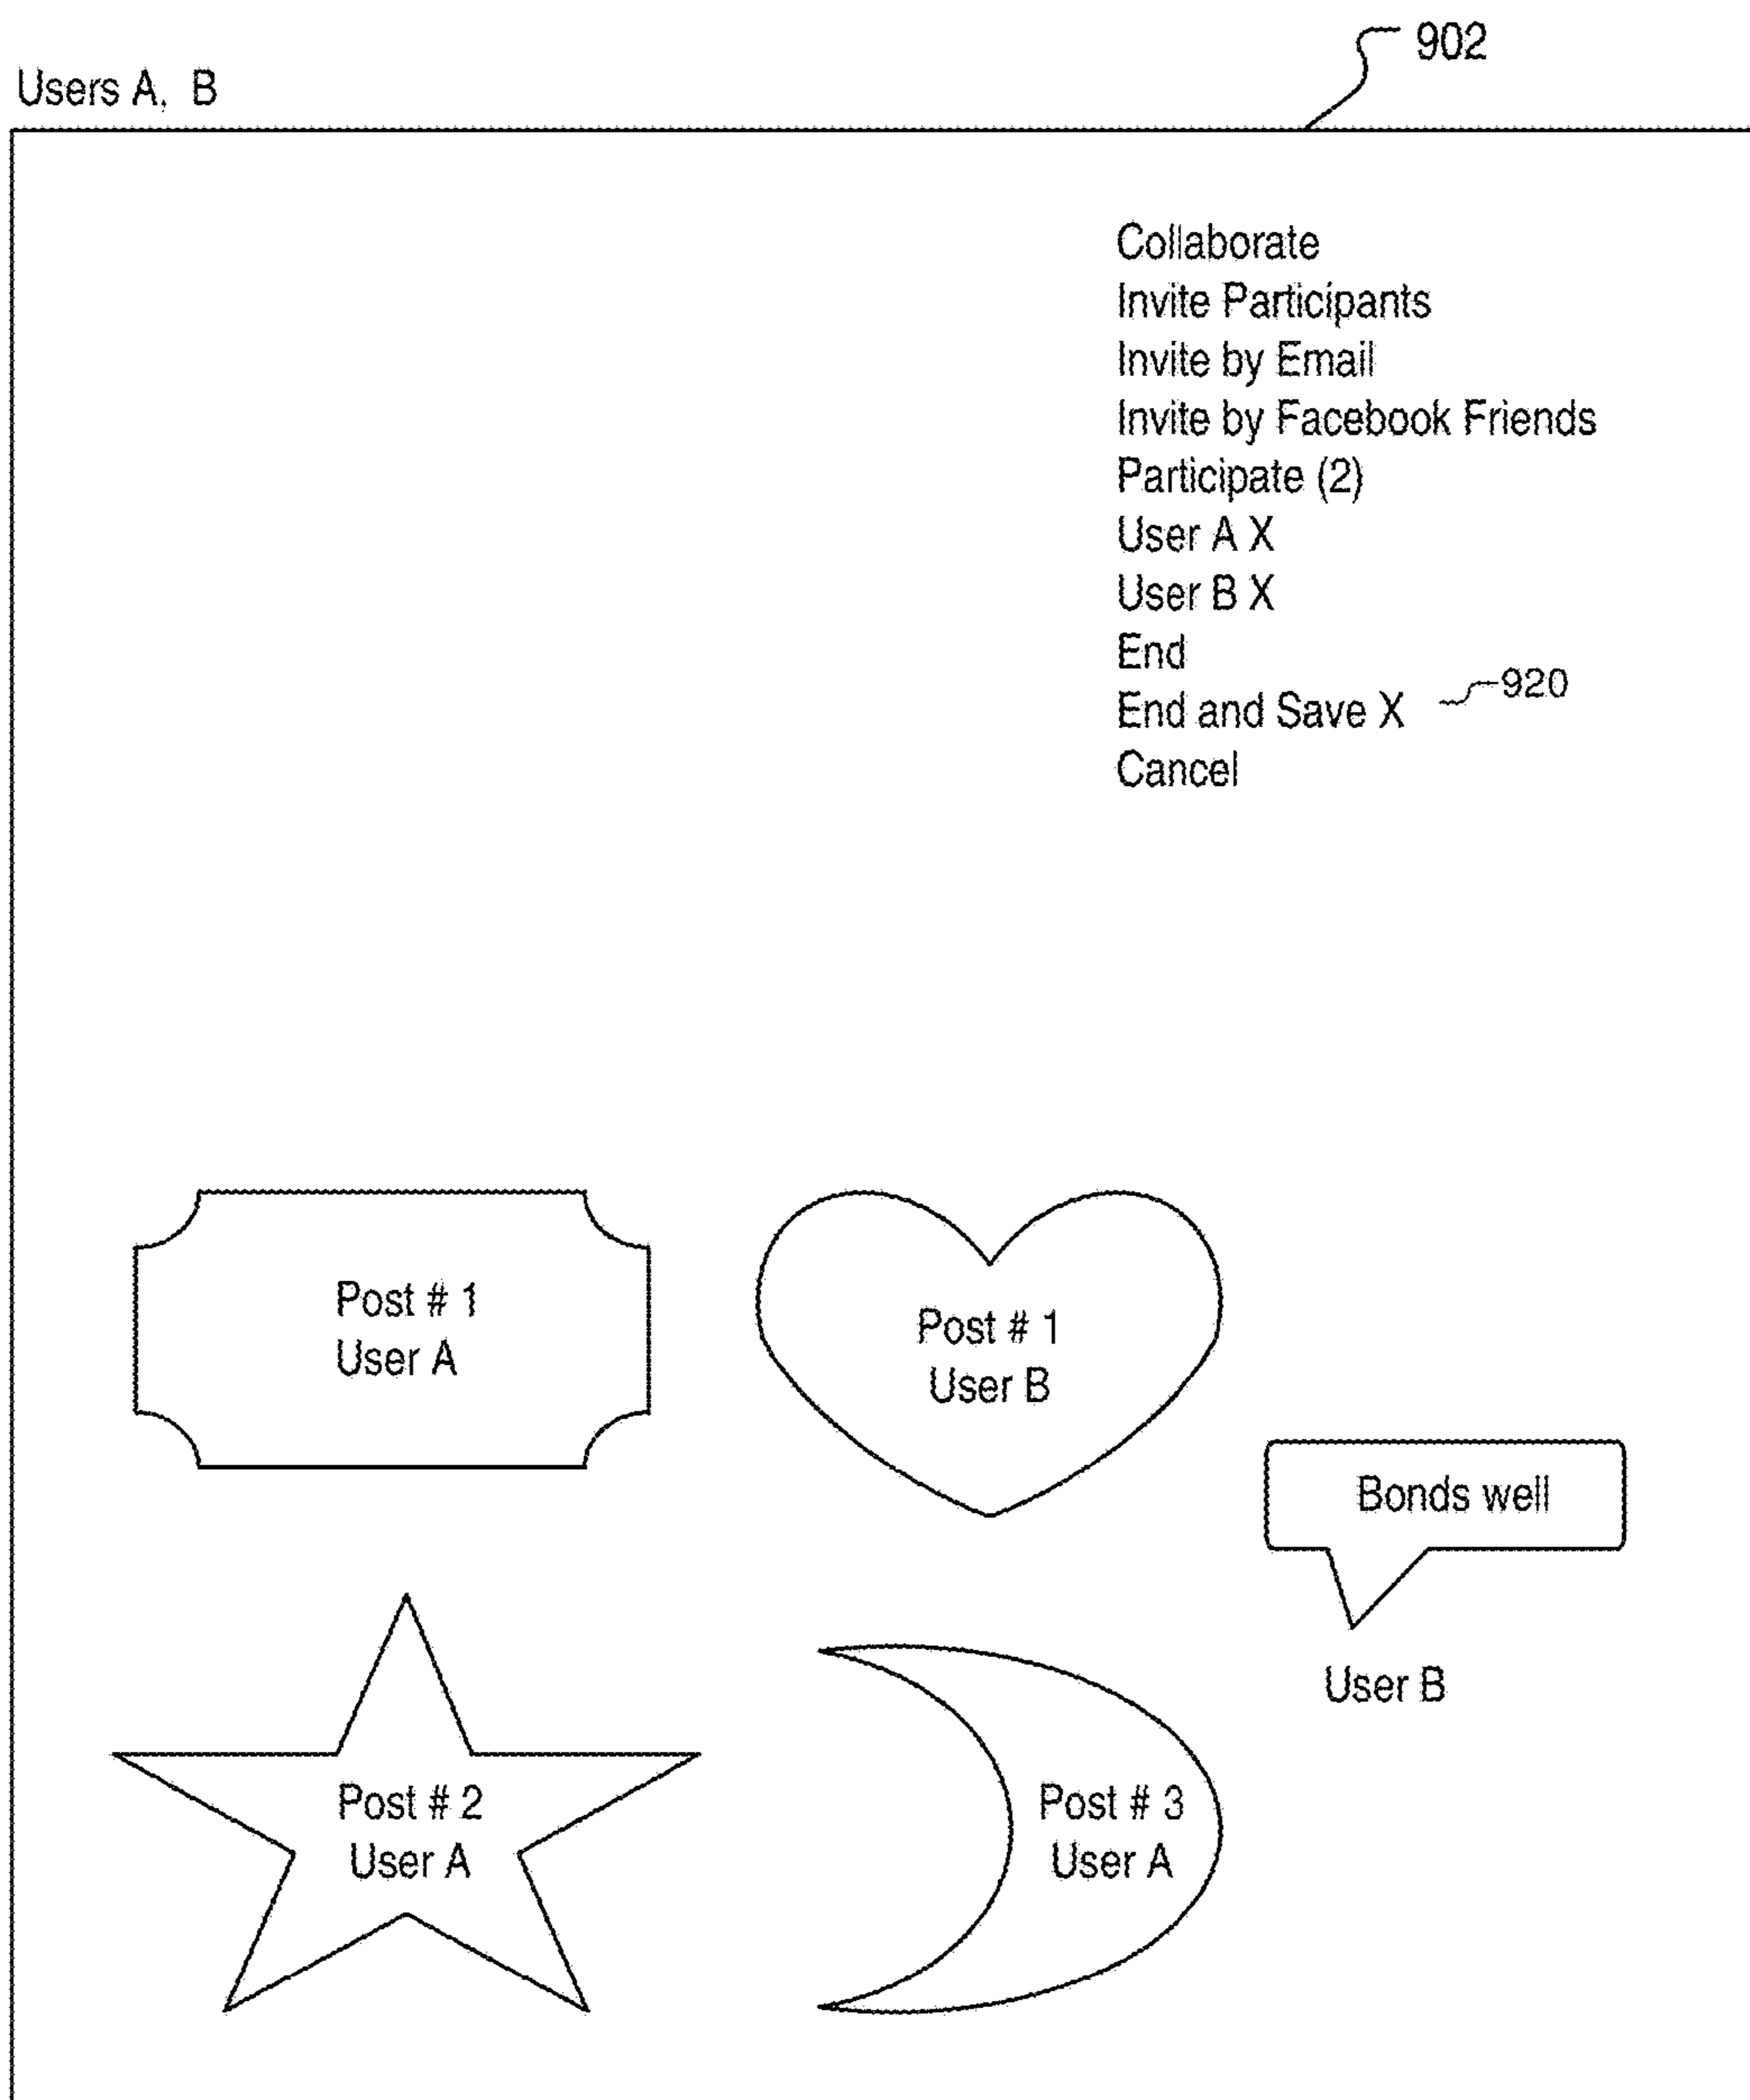 902
Users A, B
Collaborate
Invite Participants
Invite by Email
Invite by Facebook Friends
Participate (2)
User A X
User B X
End
End and Save X
920
Cancel
Post # 1
User A
Post # 1
User B
Bonds well
User B
Post # 2
User A
Post # 3
User A